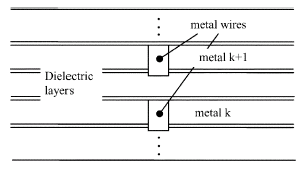 metal wires
metal k+1
Dielectric
layers
metal k